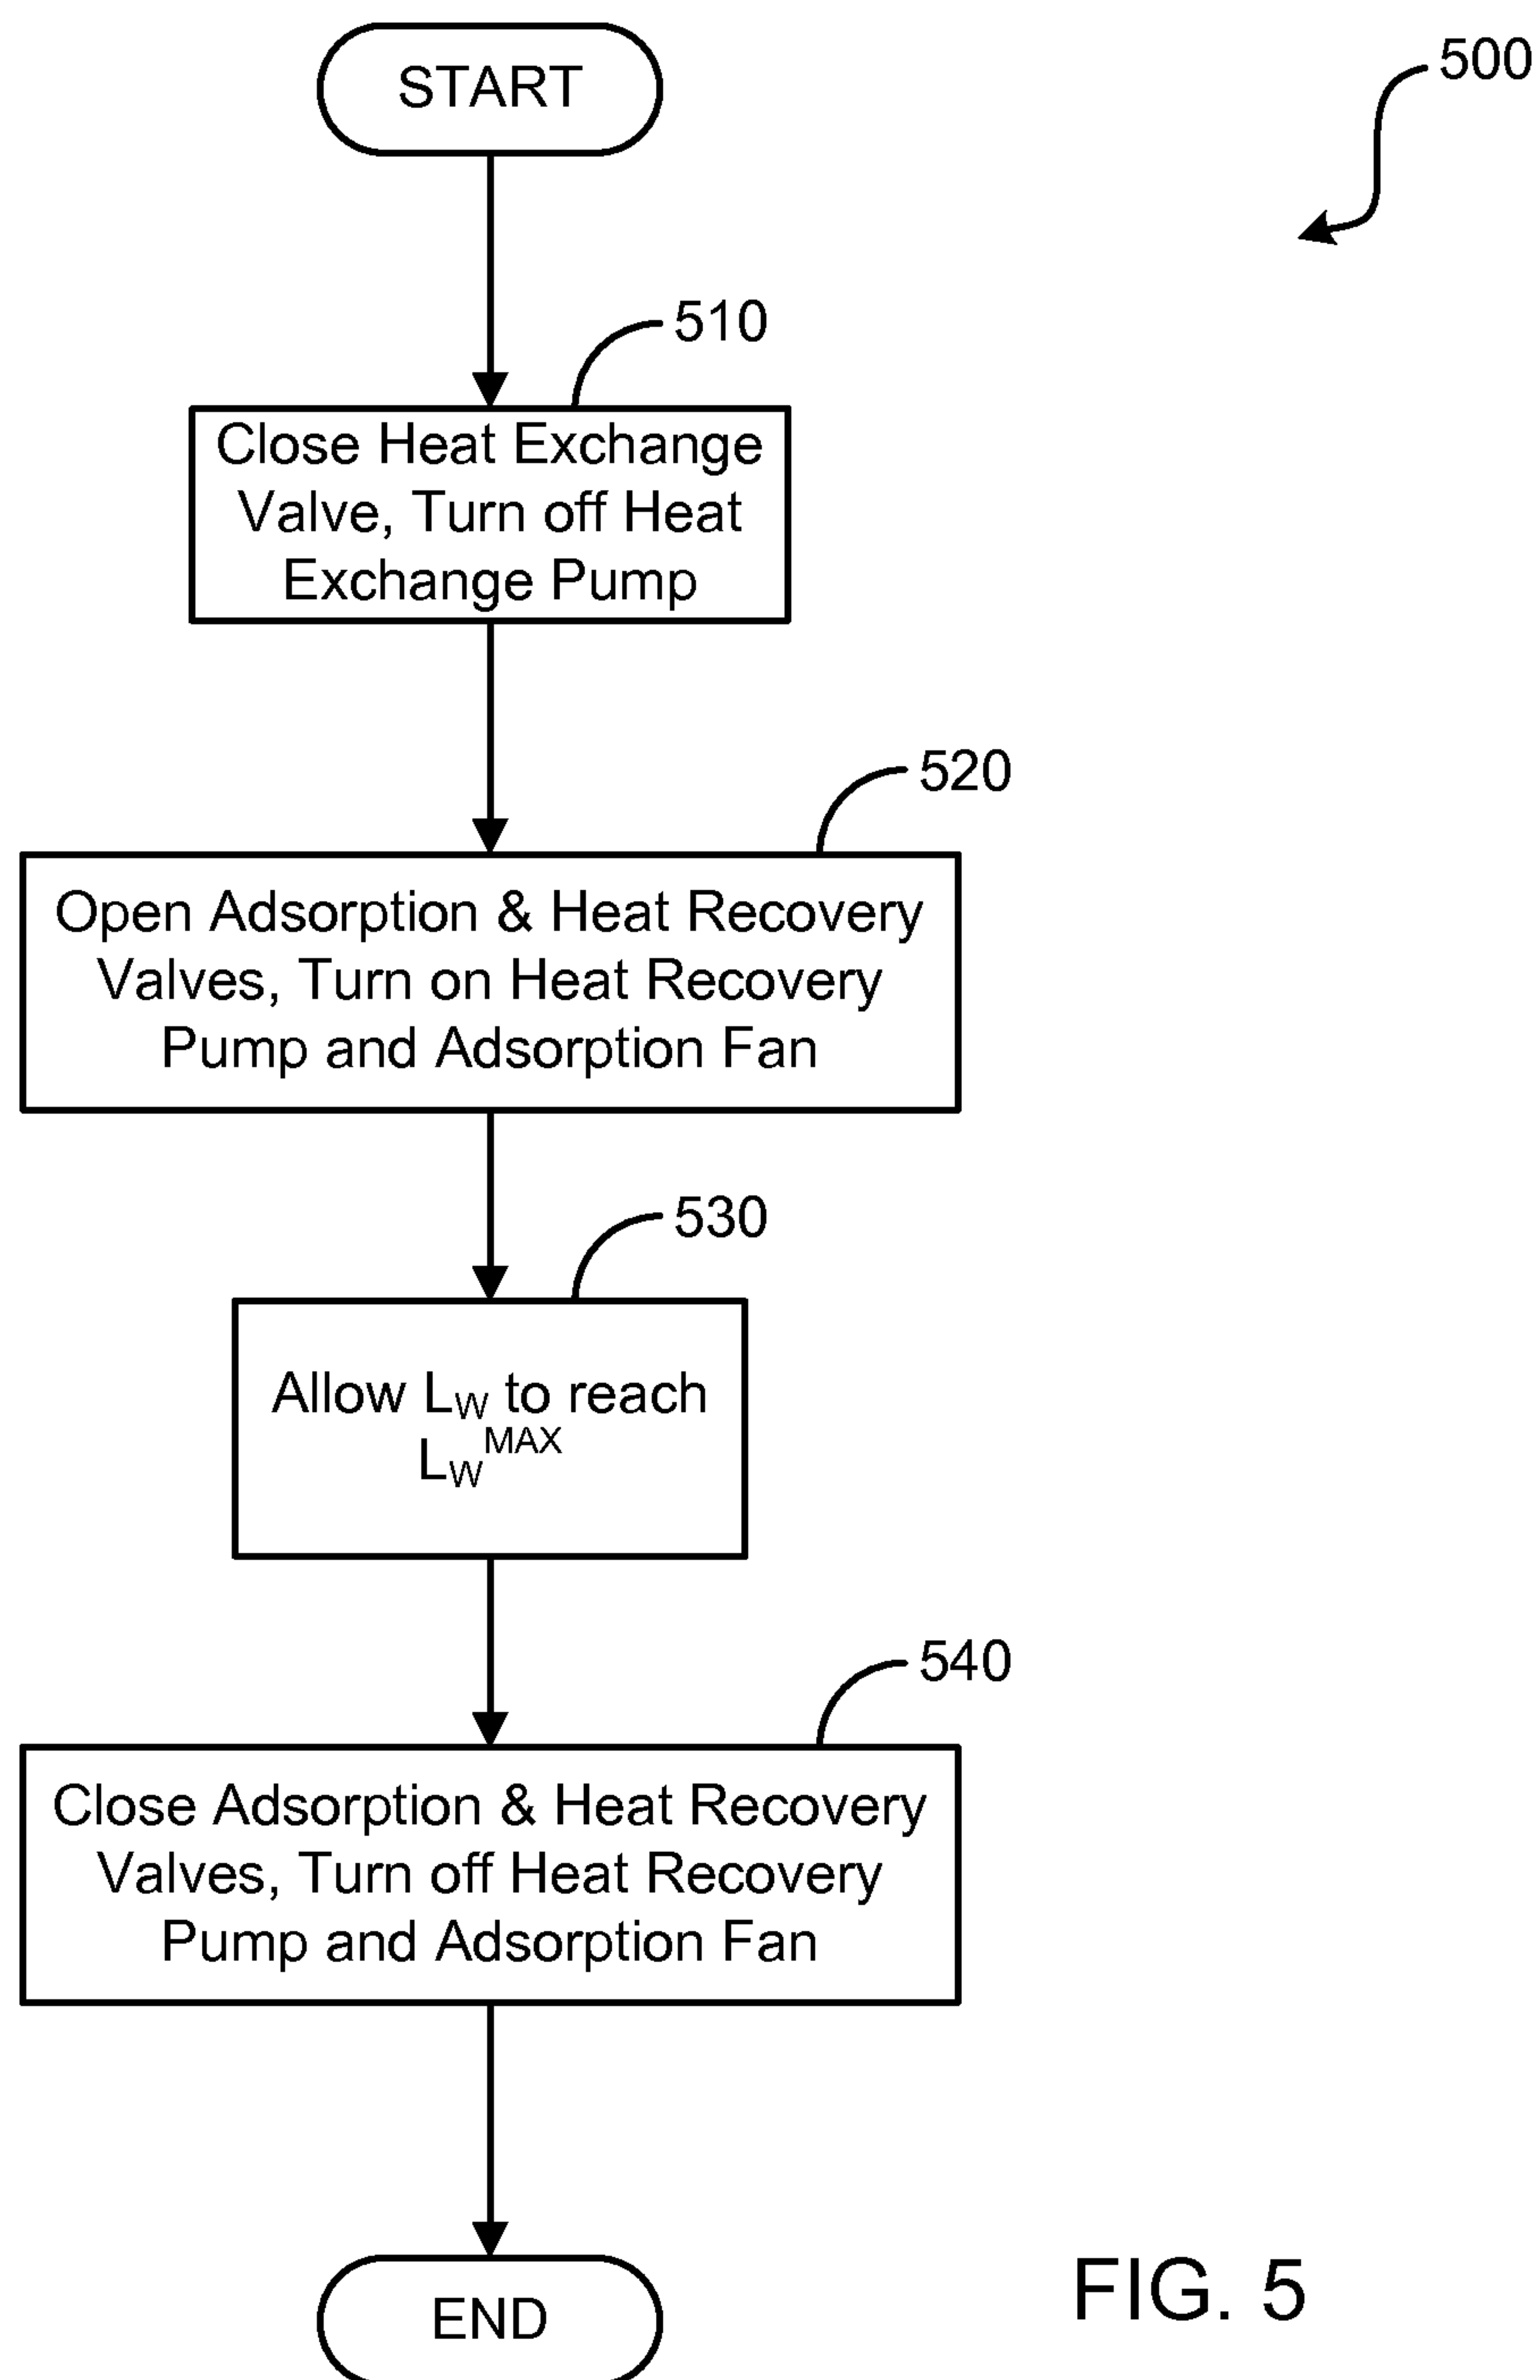 START
500
510
Close Heat Exchange
Valve, Turn off Heat
Exchange Pump
520
Open Adsorption & Heat Recovery
Valves, Turn on Heat Recovery
Pump and Adsorption Fan
530
Allow LW to reach
LW^MAX
540
Close Adsorption & Heat Recovery
Valves, Turn off Heat Recovery
Pump and Adsorption Fan
END
FIG. 5